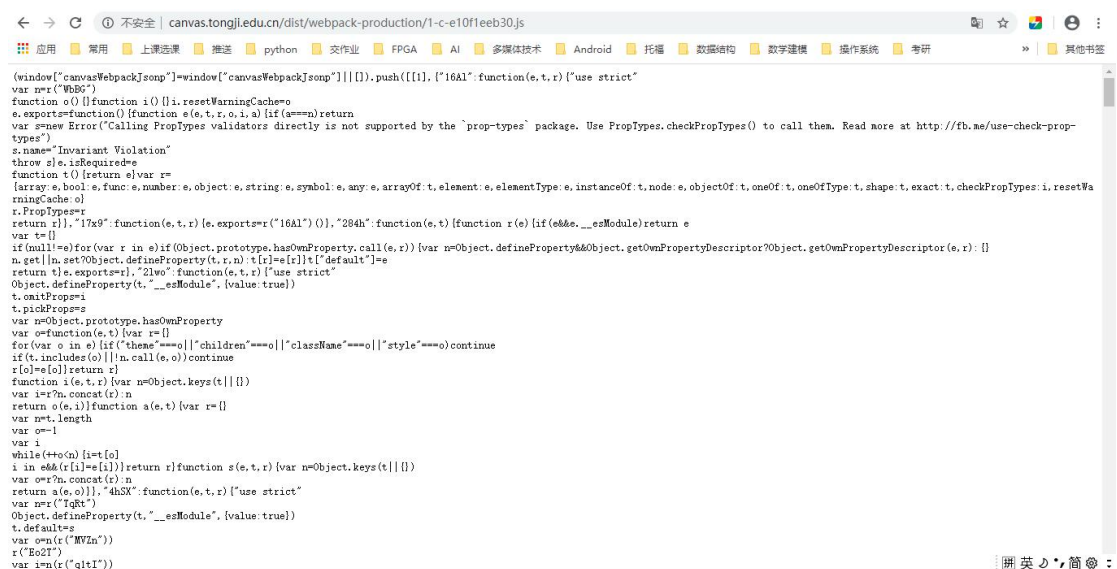 不安全 | canvas.tongji.edu.cn/dist/webpack-production/1-c-e10f1eeb30.js
应用 常用 上课选课 推送 python 交作业 FPGA AI 多媒体技术 Android 托福 数据结构 数学建模 操作系统 考研 » 其他书签
(window["canvasWebpackJsonp"]=window["canvasWebpackJsonp"]||[]).push([[1],{"16Al":function(e,t,r){"use strict"
var n=r("WbBG")
function o(){}function i(){}i.resetWarningCache=o
e.exports=function(){function e(e,t,r,o,i,a){if(a===n)return
var s=new Error("Calling PropTypes validators directly is not supported by the `prop-types` package. Use PropTypes.checkPropTypes() to call them. Read more at http://fb.me/use-check-prop-
types")
s.name="Invariant Violation"
throw s}e.isRequired=e
function t(){return e}var r=
{array:e,bool:e,func:e,number:e,object:e,string:e,symbol:e,any:e,arrayOf:t,element:e,elementType:e,instanceOf:t,node:e,objectOf:t,oneOf:t,oneOfType:t,shape:t,exact:t,checkPropTypes:i,resetWa
rningCache:o}
r.PropTypes=r
return r}},"17x9":function(e,t,r){e.exports=r("16Al")()},"284h":function(e,t){function r(e){if(e&&e.__esModule)return e
var t={}
if(null!=e)for(var r in e)if(Object.prototype.hasOwnProperty.call(e,r)){var n=Object.defineProperty&&Object.getOwnPropertyDescriptor?Object.getOwnPropertyDescriptor(e,r):{}
n.get||n.set?Object.defineProperty(t,r,n):t[r]=e[r]}t["default"]=e
return t}e.exports=r},"2lwo":function(e,t,r){"use strict"
Object.defineProperty(t,"__esModule",{value:true})
t.omitProps=i
t.pickProps=s
var n=Object.prototype.hasOwnProperty
var o=function(e,t){var r={}
for(var o in e){if("theme"===o||"children"===o||"className"===o||"style"===o)continue
if(t.includes(o)||!n.call(e,o))continue
r[o]=e[o]}return r}
function i(e,t,r){var n=Object.keys(t||{})
var i=r?n.concat(r):n
return o(e,i)}function a(e,t){var r={}
var n=t.length
var o=-1
var i
while(++o<n){i=t[o]
i in e&&(r[i]=e[i])}return r}function s(e,t,r){var n=Object.keys(t||{})
var o=r?n.concat(r):n
return a(e,o)}},"4hSX":function(e,t,r){"use strict"
var n=r("TqRt")
Object.defineProperty(t,"__esModule",{value:true})
t.default=s
var o=n(r("MVZn"))
r("Eo2T")
var i=n(r("q1tI"))
拼 英 简